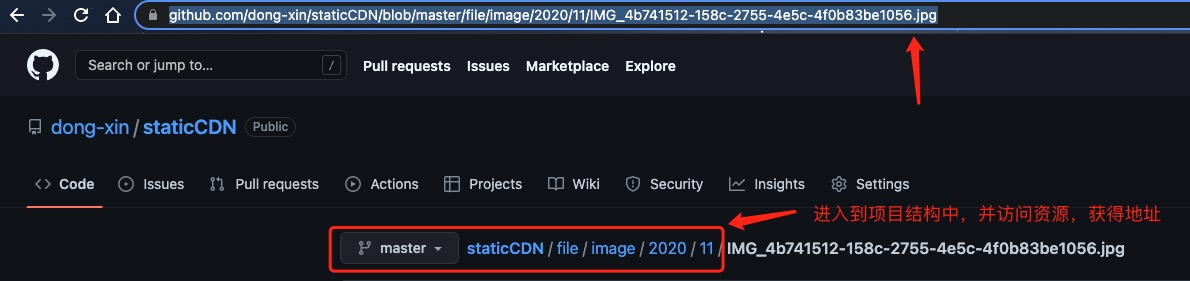 github.com/dong-xin/staticCDN/blob/master/file/image/2020/11/IMG_4b741512-158c-2755-4e5c-4f0b83be1056.jpg
Search or jump to... / Pull requests Issues Marketplace Explore
dong-xin / staticCDN Public
Code Issues Pull requests Actions Projects Wiki Security Insights Settings
进入到项目结构中，并访问资源，获得地址
master staticCDN / file / image / 2020 / 11 / IMG_4b741512-158c-2755-4e5c-4f0b83be1056.jpg